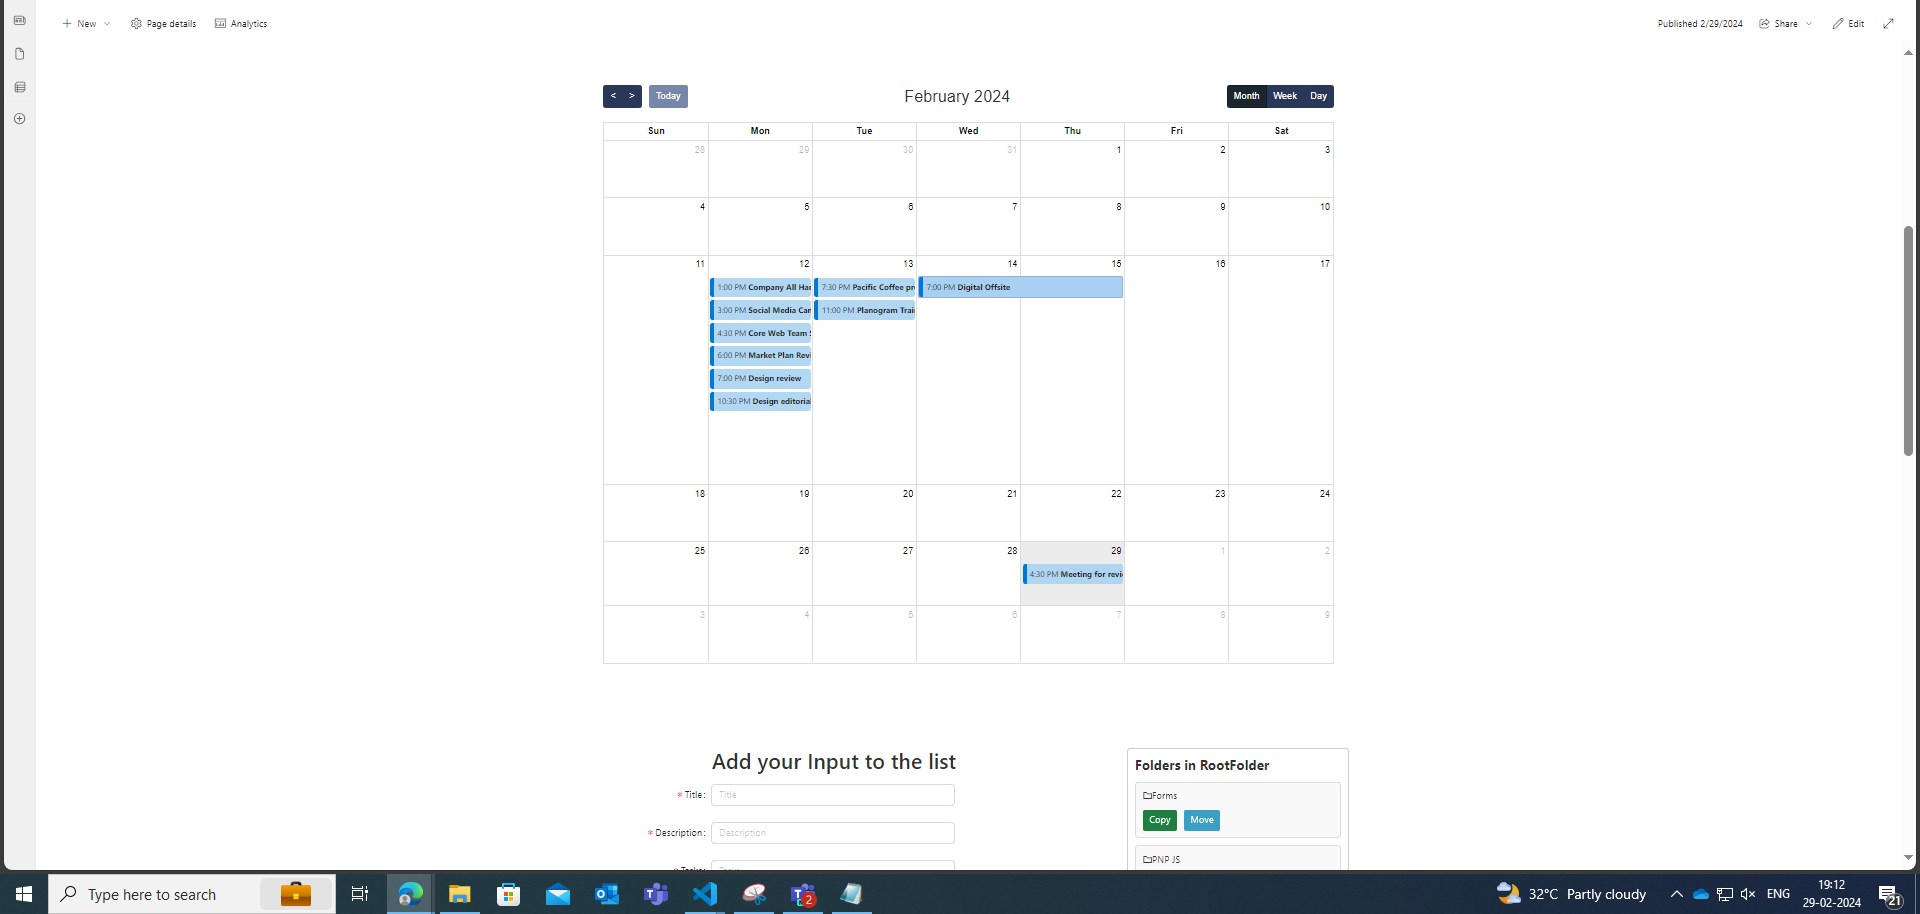 New
Page details
Analytics
Published 2/29/2024
Share
Edit
< >
Today
February 2024
Month Week Day
Sun Mon Tue Wed Thu Fri Sat
28 29 30 31 1 2 3
4 5 6 7 8 9 10
11 12 13 14 15 16 17
1:00 PM Company All Han
7:30 PM Pacific Coffee pr
7:00 PM Digital Offsite
3:00 PM Social Media Cam
11:00 PM Planogram Trai
4:30 PM Core Web Team S
6:00 PM Market Plan Revi
7:00 PM Design review
10:30 PM Design editorial
18 19 20 21 22 23 24
25 26 27 28 29 1 2
4:30 PM Meeting for revi
3 4 5 6 7 8 9
Add your Input to the list
* Title: Title
* Description: Description
Folders in RootFolder
Forms
Copy Move
PNP JS
Type here to search
2
32°C Partly cloudy
ENG
19:12
29-02-2024
21